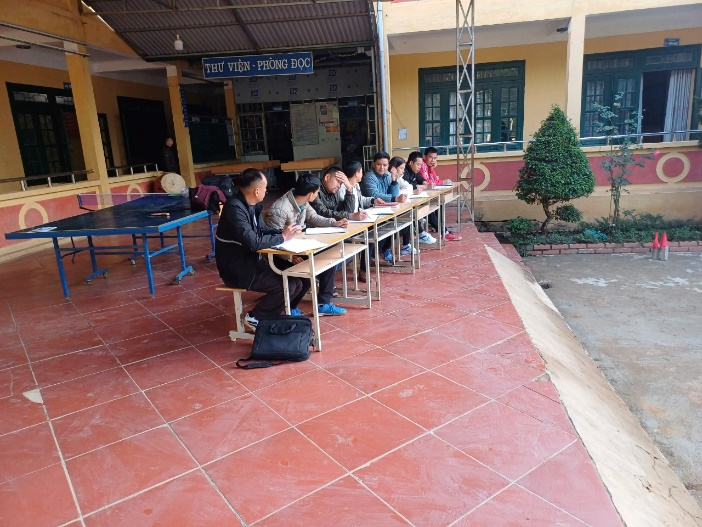 THƯ VIỆN - PHÒNG ĐỌC